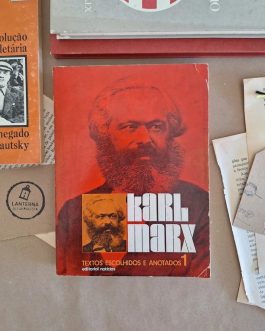 olução
letária
negado
autsky
LANTERNA
karl
marx
TEXTOS ESCOLHIDOS E ANOTADOS 1
editorial notícias